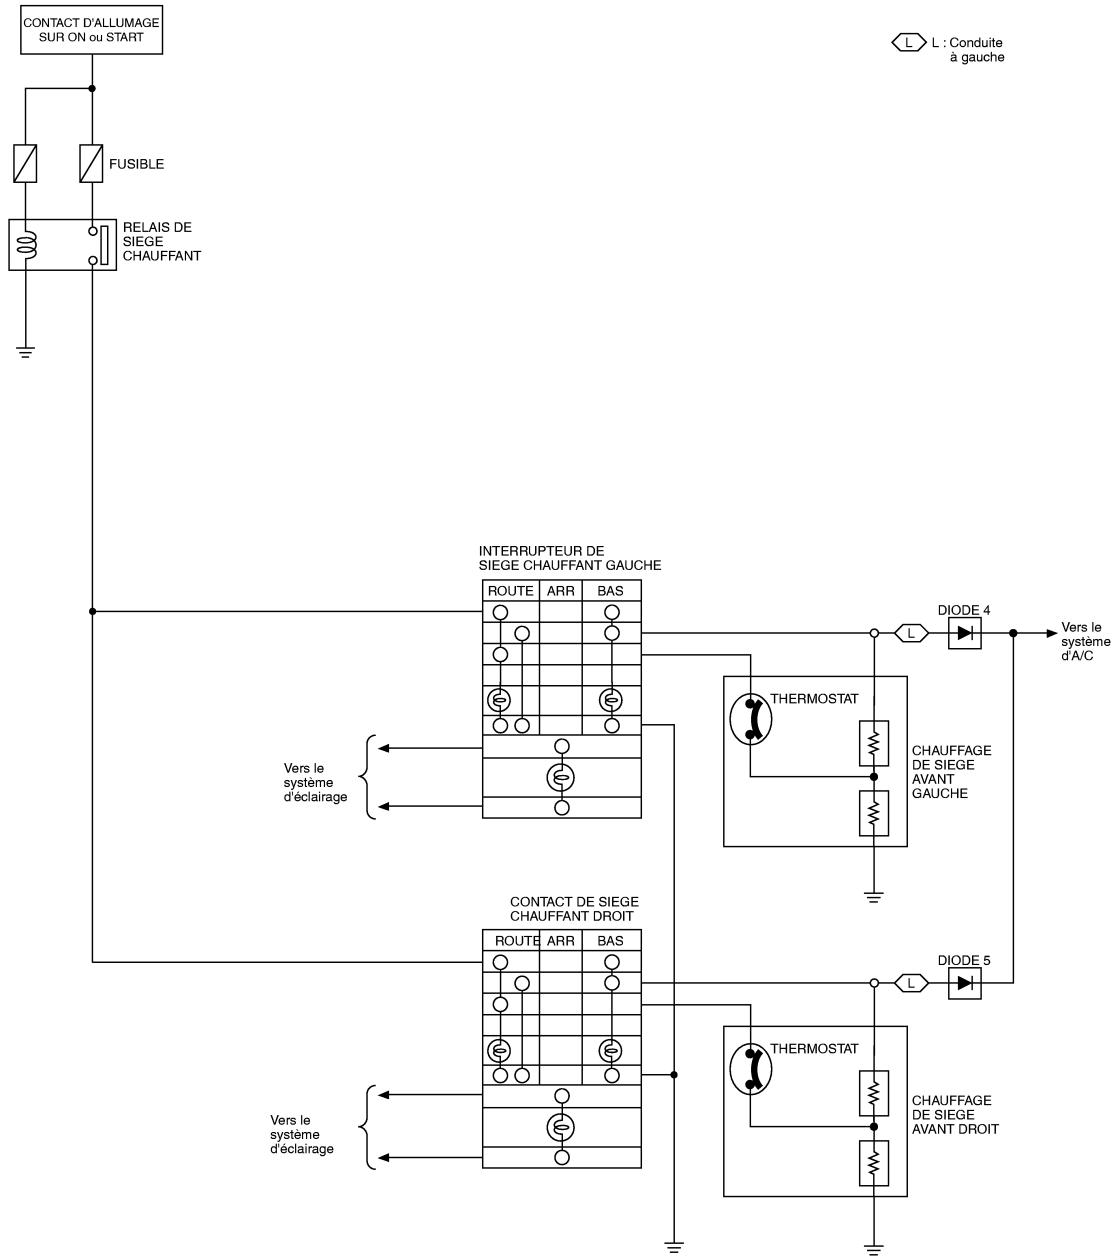 CONTACT D'ALLUMAGE
SUR ON ou START
L
L : Conduite
à gauche
FUSIBLE
RELAIS DE
SIEGE
CHAUFFANT
INTERRUPTEUR DE
SIEGE CHAUFFANT GAUCHE
ROUTE ARR BAS
DIODE 4
L
Vers le
système
d'A/C
THERMOSTAT
CHAUFFAGE
DE SIEGE
AVANT
GAUCHE
Vers le
système
d'éclairage
CONTACT DE SIEGE
CHAUFFANT DROIT
ROUTE ARR BAS
DIODE 5
L
THERMOSTAT
CHAUFFAGE
DE SIEGE
AVANT DROIT
Vers le
système
d'éclairage